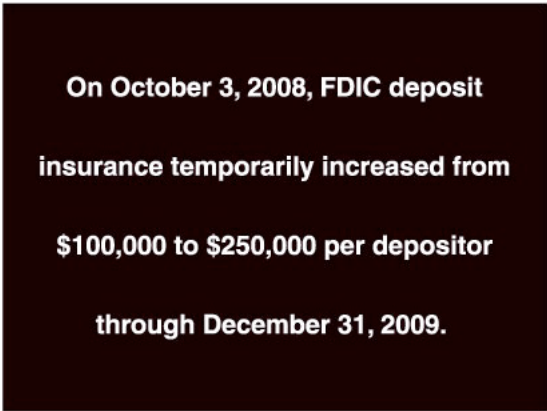 On October 3, 2008, FDIC deposit
insurance temporarily increased from
$100,000 to $250,000 per depositor
through December 31, 2009.